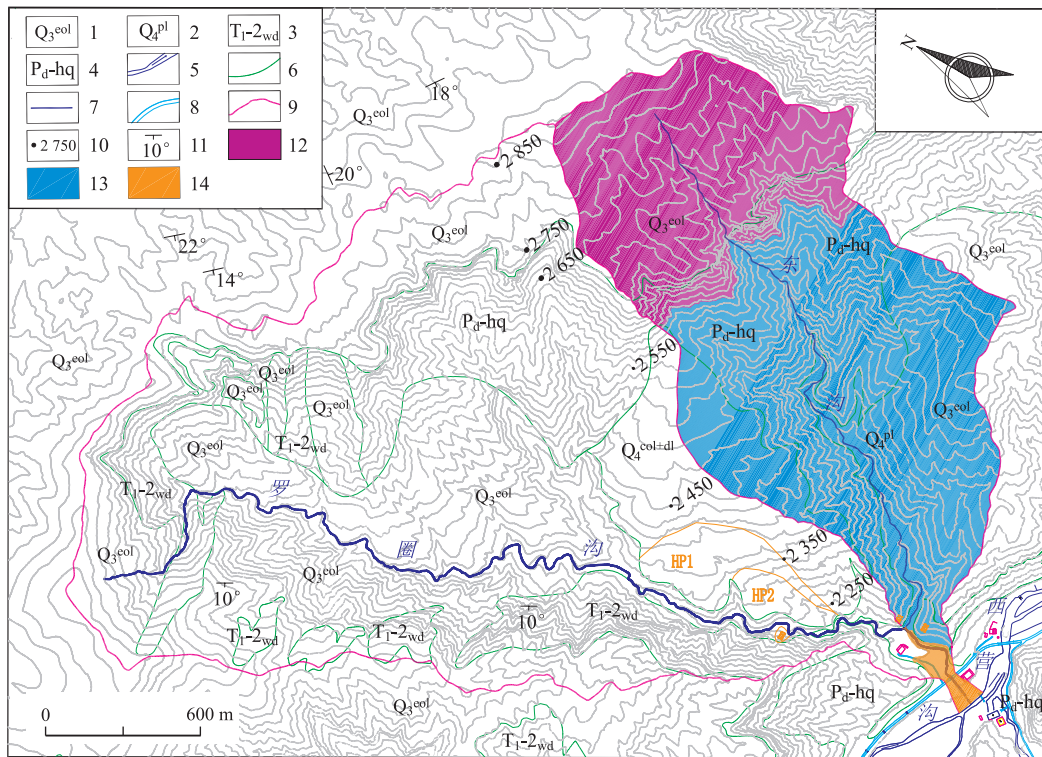 Q₃ᵉᵒˡ 1 Q₄ᵖˡ 2 T₁-2wd 3
Pd-hq 4 5 6
7 8 9
•2 750 10 10° 11 12
13 14
N
18°
Q₃ᵉᵒˡ
20°
•2 850
Q₃ᵉᵒˡ
Q₃ᵉᵒˡ
22°
14°
•2 750
•2 650
Pd-hq
东
Q₃ᵉᵒˡ
Pd-hq
Pd-hq
•2 550
Q₃ᵉᵒˡ
Q₃ᵉᵒˡ
Q₃ᵉᵒˡ
Q₃ᵉᵒˡ
沟
Q₃ᵉᵒˡ
T₁-2wd
Q₃ᵉᵒˡ
Q₄ᶜᵒˡ⁺ᵈˡ
Q₄ᵖˡ
T₁-2wd
罗
圈
沟
Q₃ᵉᵒˡ
•2 450
Q₃ᵉᵒˡ
Q₃ᵉᵒˡ
HP1
•2 350
HP2
•2 250
10°
10°
T₁-2wd
T₁-2wd
T₁-2wd
西
营
沟
Pd-hq
Pd-hq
Q₃ᵉᵒˡ
T₁-2wd
0 600 m